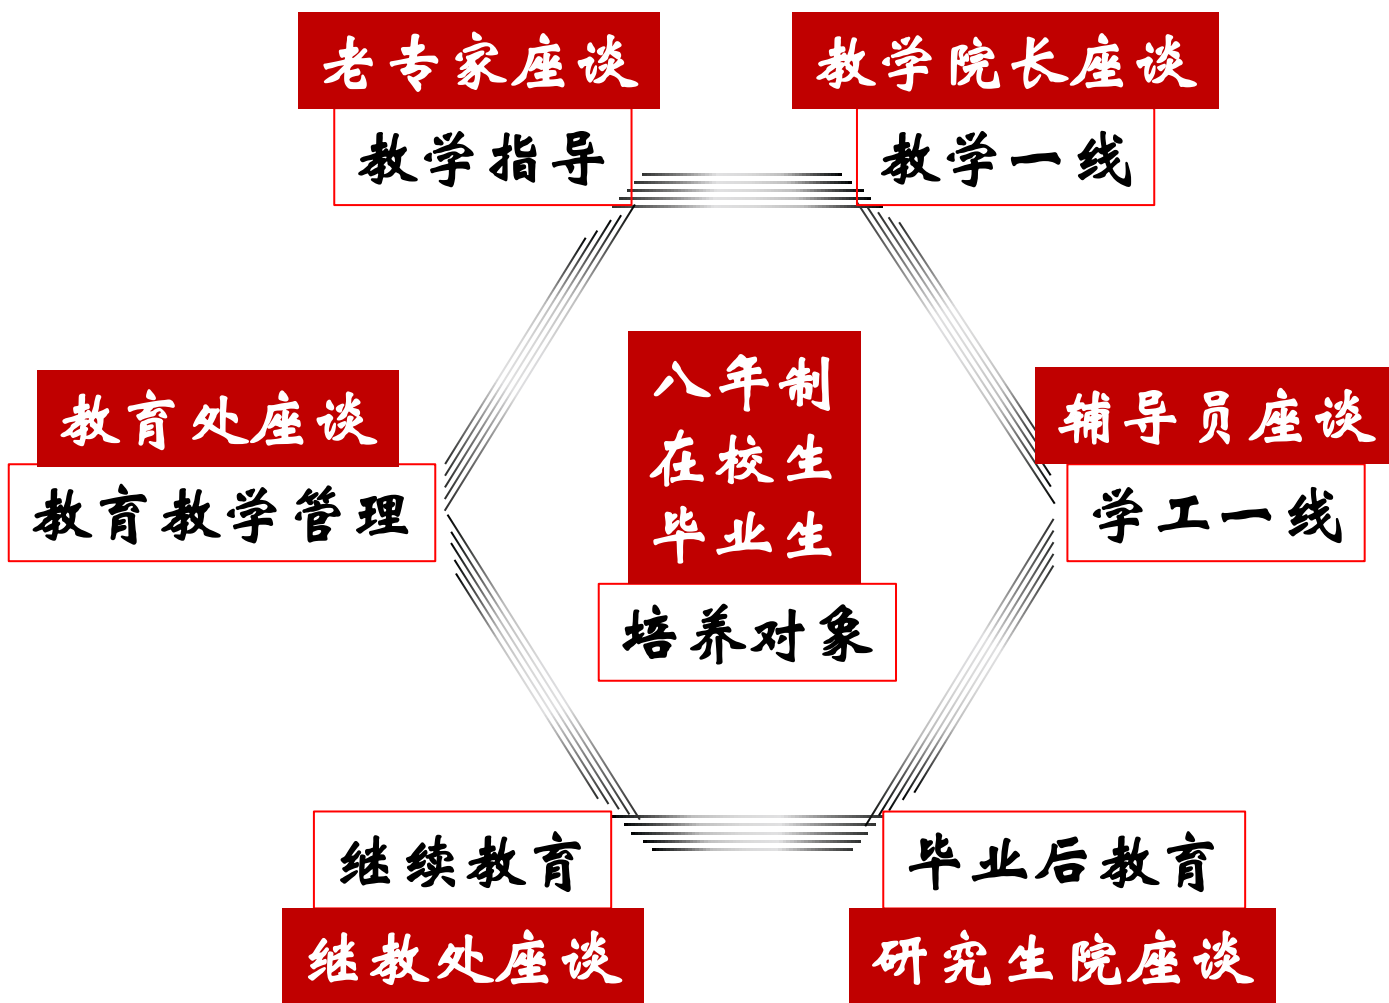 老专家座谈
教学指导
教学院长座谈
教学一线
教育处座谈
教育教学管理
八年制
在校生
毕业生
培养对象
辅导员座谈
学工一线
继续教育
继教处座谈
毕业后教育
研究生院座谈